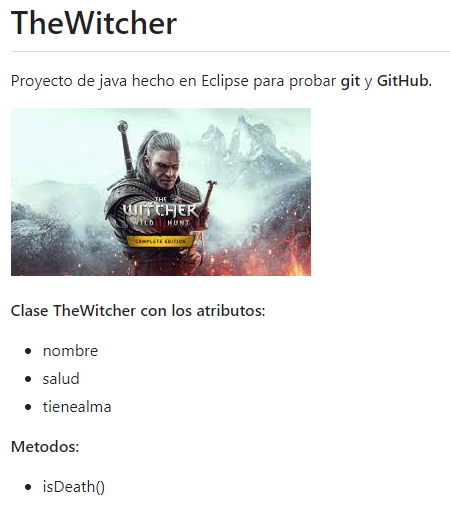 TheWitcher
Proyecto de java hecho en Eclipse para probar git y GitHub.
THE
WITCHER
WILD HUNT
COMPLETE EDITION
Clase TheWitcher con los atributos:
nombre
salud
tienealma
Metodos:
isDeath()